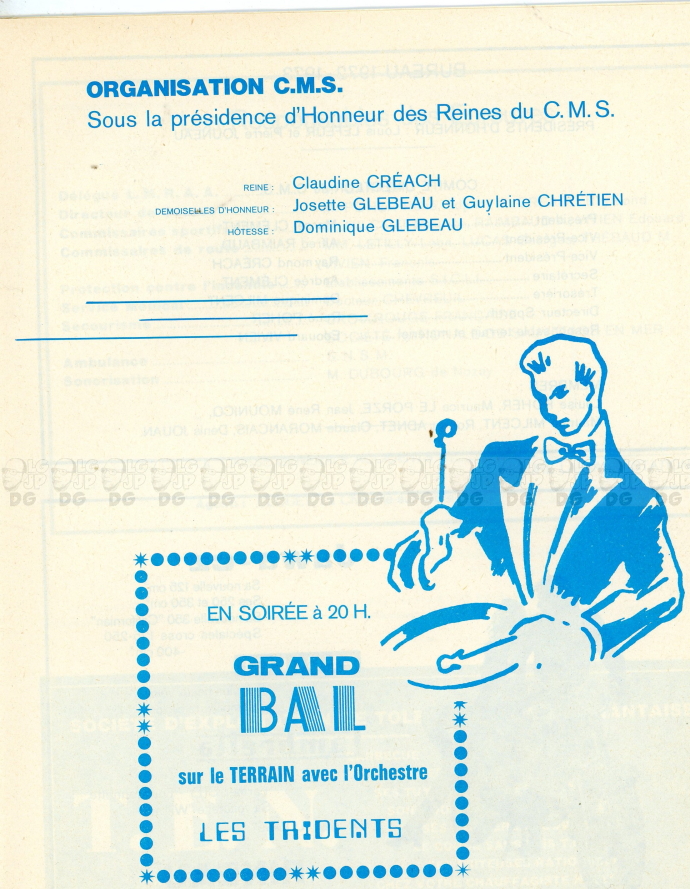 ORGANISATION C.M.S.
Sous la présidence d'Honneur des Reines du C.M.S.
REINE : Claudine CRÉACH
DEMOISELLES D'HONNEUR : Josette GLEBEAU et Guylaine CHRÉTIEN
HÔTESSE : Dominique GLEBEAU
EN SOIRÉE à 20 H.
GRAND
BAL
sur le TERRAIN avec l'Orchestre
LES TRIDENTS